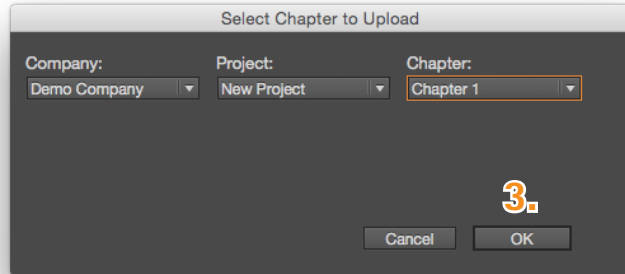 Select Chapter to Upload
Company: Project: Chapter:
Demo Company New Project Chapter 1
3.
Cancel OK